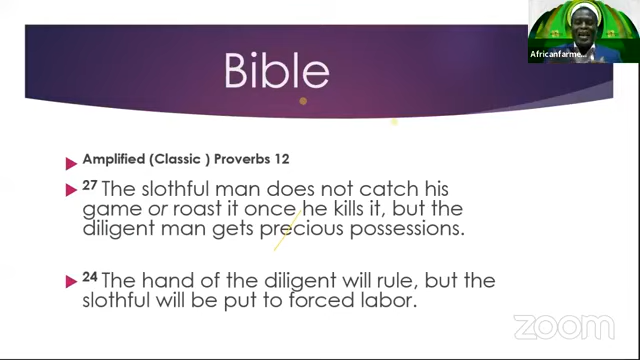 Bible
Africanfarme...
Amplified (Classic ) Proverbs 12
27 The slothful man does not catch his
game or roast it once he kills it, but the
diligent man gets precious possessions.
24 The hand of the diligent will rule, but the
slothful will be put to forced labor.
zoom